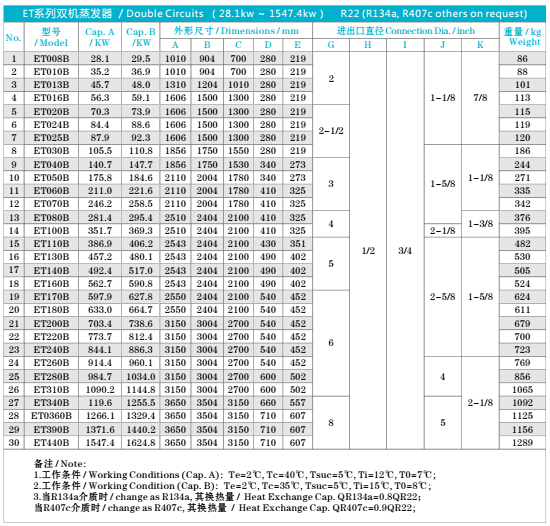 ET系列双机蒸发器 / Double Circuits ( 28.1kw ~ 1547.4kw ) R22 (R134a, R407c others on request)
No. 型号 / Model Cap. A / KW Cap. B / KW 外形尺寸 / Dimensions / mm 进出口直径 Connection Dia. / inch 重量 / kg Weight
A B C D E G H I J K
1 ET008B 28.1 29.5 1010 904 700 280 219 2 1/2 3/4 1-1/8 7/8 86
2 ET010B 35.2 36.9 1010 904 700 280 219 88
3 ET013B 45.7 48.0 1310 1204 1010 280 219 101
4 ET016B 56.3 59.1 1606 1500 1300 280 219 113
5 ET020B 70.3 73.9 1606 1500 1300 280 219 2-1/2 115
6 ET024B 84.4 88.6 1606 1500 1300 280 219 119
7 ET025B 87.9 92.3 1606 1500 1300 280 219 120
8 ET030B 105.5 110.8 1856 1750 1550 280 219 3 1-5/8 1-1/8 186
9 ET040B 140.7 147.7 1856 1750 1530 340 273 244
10 ET050B 175.8 184.6 2110 2004 1780 340 273 271
11 ET060B 211.0 221.6 2110 2004 1780 410 325 335
12 ET070B 246.2 258.5 2110 2004 1780 410 325 342
13 ET080B 281.4 295.4 2510 2404 2100 410 325 4 1-3/8 376
14 ET100B 351.7 369.3 2510 2404 2100 410 325 2-1/8 395
15 ET110B 386.9 406.2 2543 2404 2100 430 351 5 2-5/8 1-5/8 482
16 ET130B 457.2 480.1 2543 2404 2100 490 402 530
17 ET140B 492.4 517.0 2543 2404 2100 490 402 505
18 ET160B 562.7 590.8 2543 2404 2100 490 402 524
19 ET170B 597.9 627.8 2550 2404 2100 540 452 6 624
20 ET180B 633.0 664.7 2550 2404 2100 540 452 611
21 ET200B 703.4 738.6 3150 3004 2700 540 452 679
22 ET220B 773.7 812.4 3150 3004 2700 540 452 700
23 ET240B 844.1 886.3 3150 3004 2700 540 452 723
24 ET260B 914.4 960.1 3150 3004 2700 540 452 4 2-1/8 769
25 ET280B 984.7 1034.0 3150 3004 2700 600 502 856
26 ET310B 1090.2 1144.8 3150 3004 2700 600 502 1065
27 ET340B 119.6 1255.5 3650 3504 3150 660 557 8 5 1092
28 ET0360B 1266.1 1329.4 3650 3504 3150 710 607 1125
29 ET390B 1371.6 1440.2 3650 3504 3150 710 607 1156
30 ET440B 1547.4 1624.8 3650 3504 3150 710 607 1289
备注 / Note:
1.工作条件 / Working Conditions (Cap. A): Te=2℃, Tc=40℃, Tsuc=5℃, Ti=12℃, T0=7℃;
2.工作条件 / Working Condition (Cap. B): Te=2℃, Tc=35℃, Tsuc=5℃, Ti=15℃, T0=8℃;
3.当R134a介质时 / change as R134a, 其换热量 / Heat Exchange Cap. QR134a=0.8QR22;
当R407c介质时 / change as R407c, 其换热量 / Heat Exchange Cap. QR407c=0.9QR22;